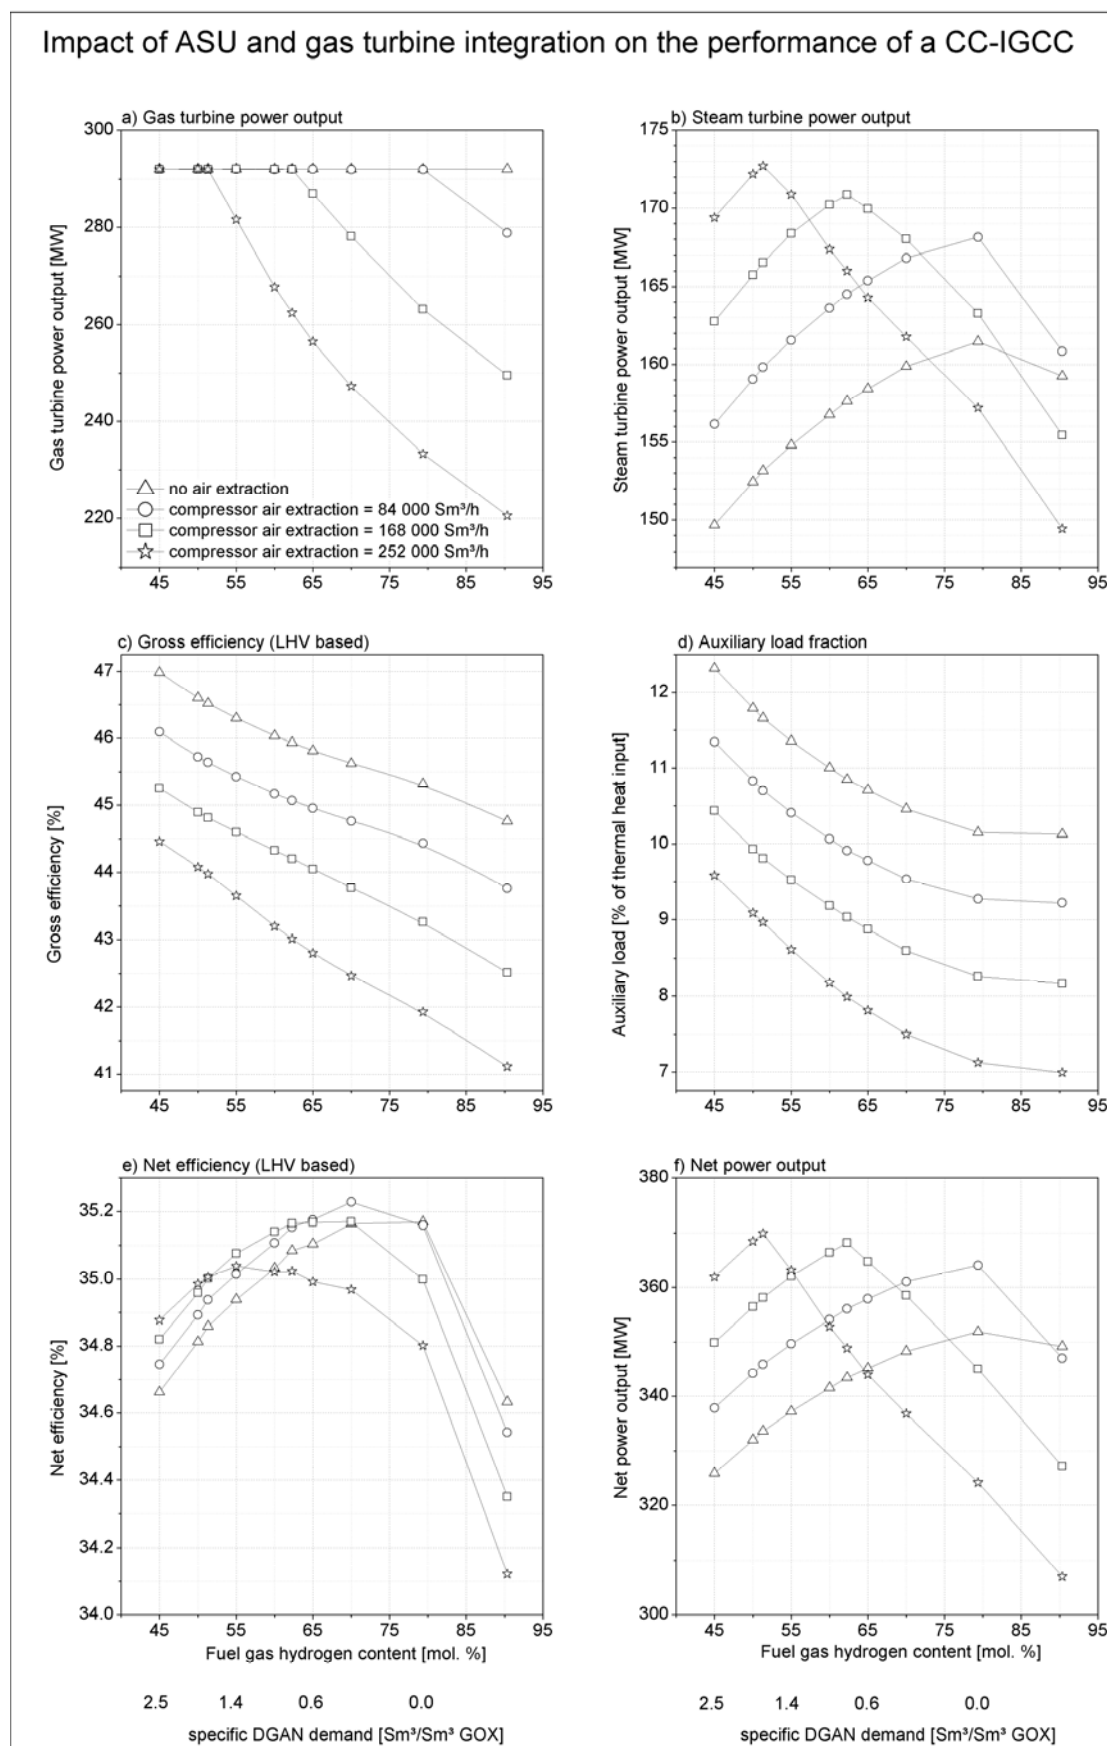 Impact of ASU and gas turbine integration on the performance of a CC-IGCC
a) Gas turbine power output
300
280
260
240
220
Gas turbine power output [MW]
no air extraction
compressor air extraction = 84 000 Sm³/h
compressor air extraction = 168 000 Sm³/h
compressor air extraction = 252 000 Sm³/h
45 55 65 75 85 95
b) Steam turbine power output
175
170
165
160
155
150
Steam turbine power output [MW]
45 55 65 75 85 95
c) Gross efficiency (LHV based)
47
46
45
44
43
42
41
Gross efficiency [%]
45 55 65 75 85 95
d) Auxiliary load fraction
12
11
10
9
8
7
Auxiliary load [% of thermal heat input]
45 55 65 75 85 95
e) Net efficiency (LHV based)
35.2
35.0
34.8
34.6
34.4
34.2
34.0
Net efficiency [%]
45 55 65 75 85 95
Fuel gas hydrogen content [mol. %]
2.5 1.4 0.6 0.0
specific DGAN demand [Sm³/Sm³ GOX]
f) Net power output
380
360
340
320
300
Net power output [MW]
45 55 65 75 85 95
Fuel gas hydrogen content [mol. %]
2.5 1.4 0.6 0.0
specific DGAN demand [Sm³/Sm³ GOX]